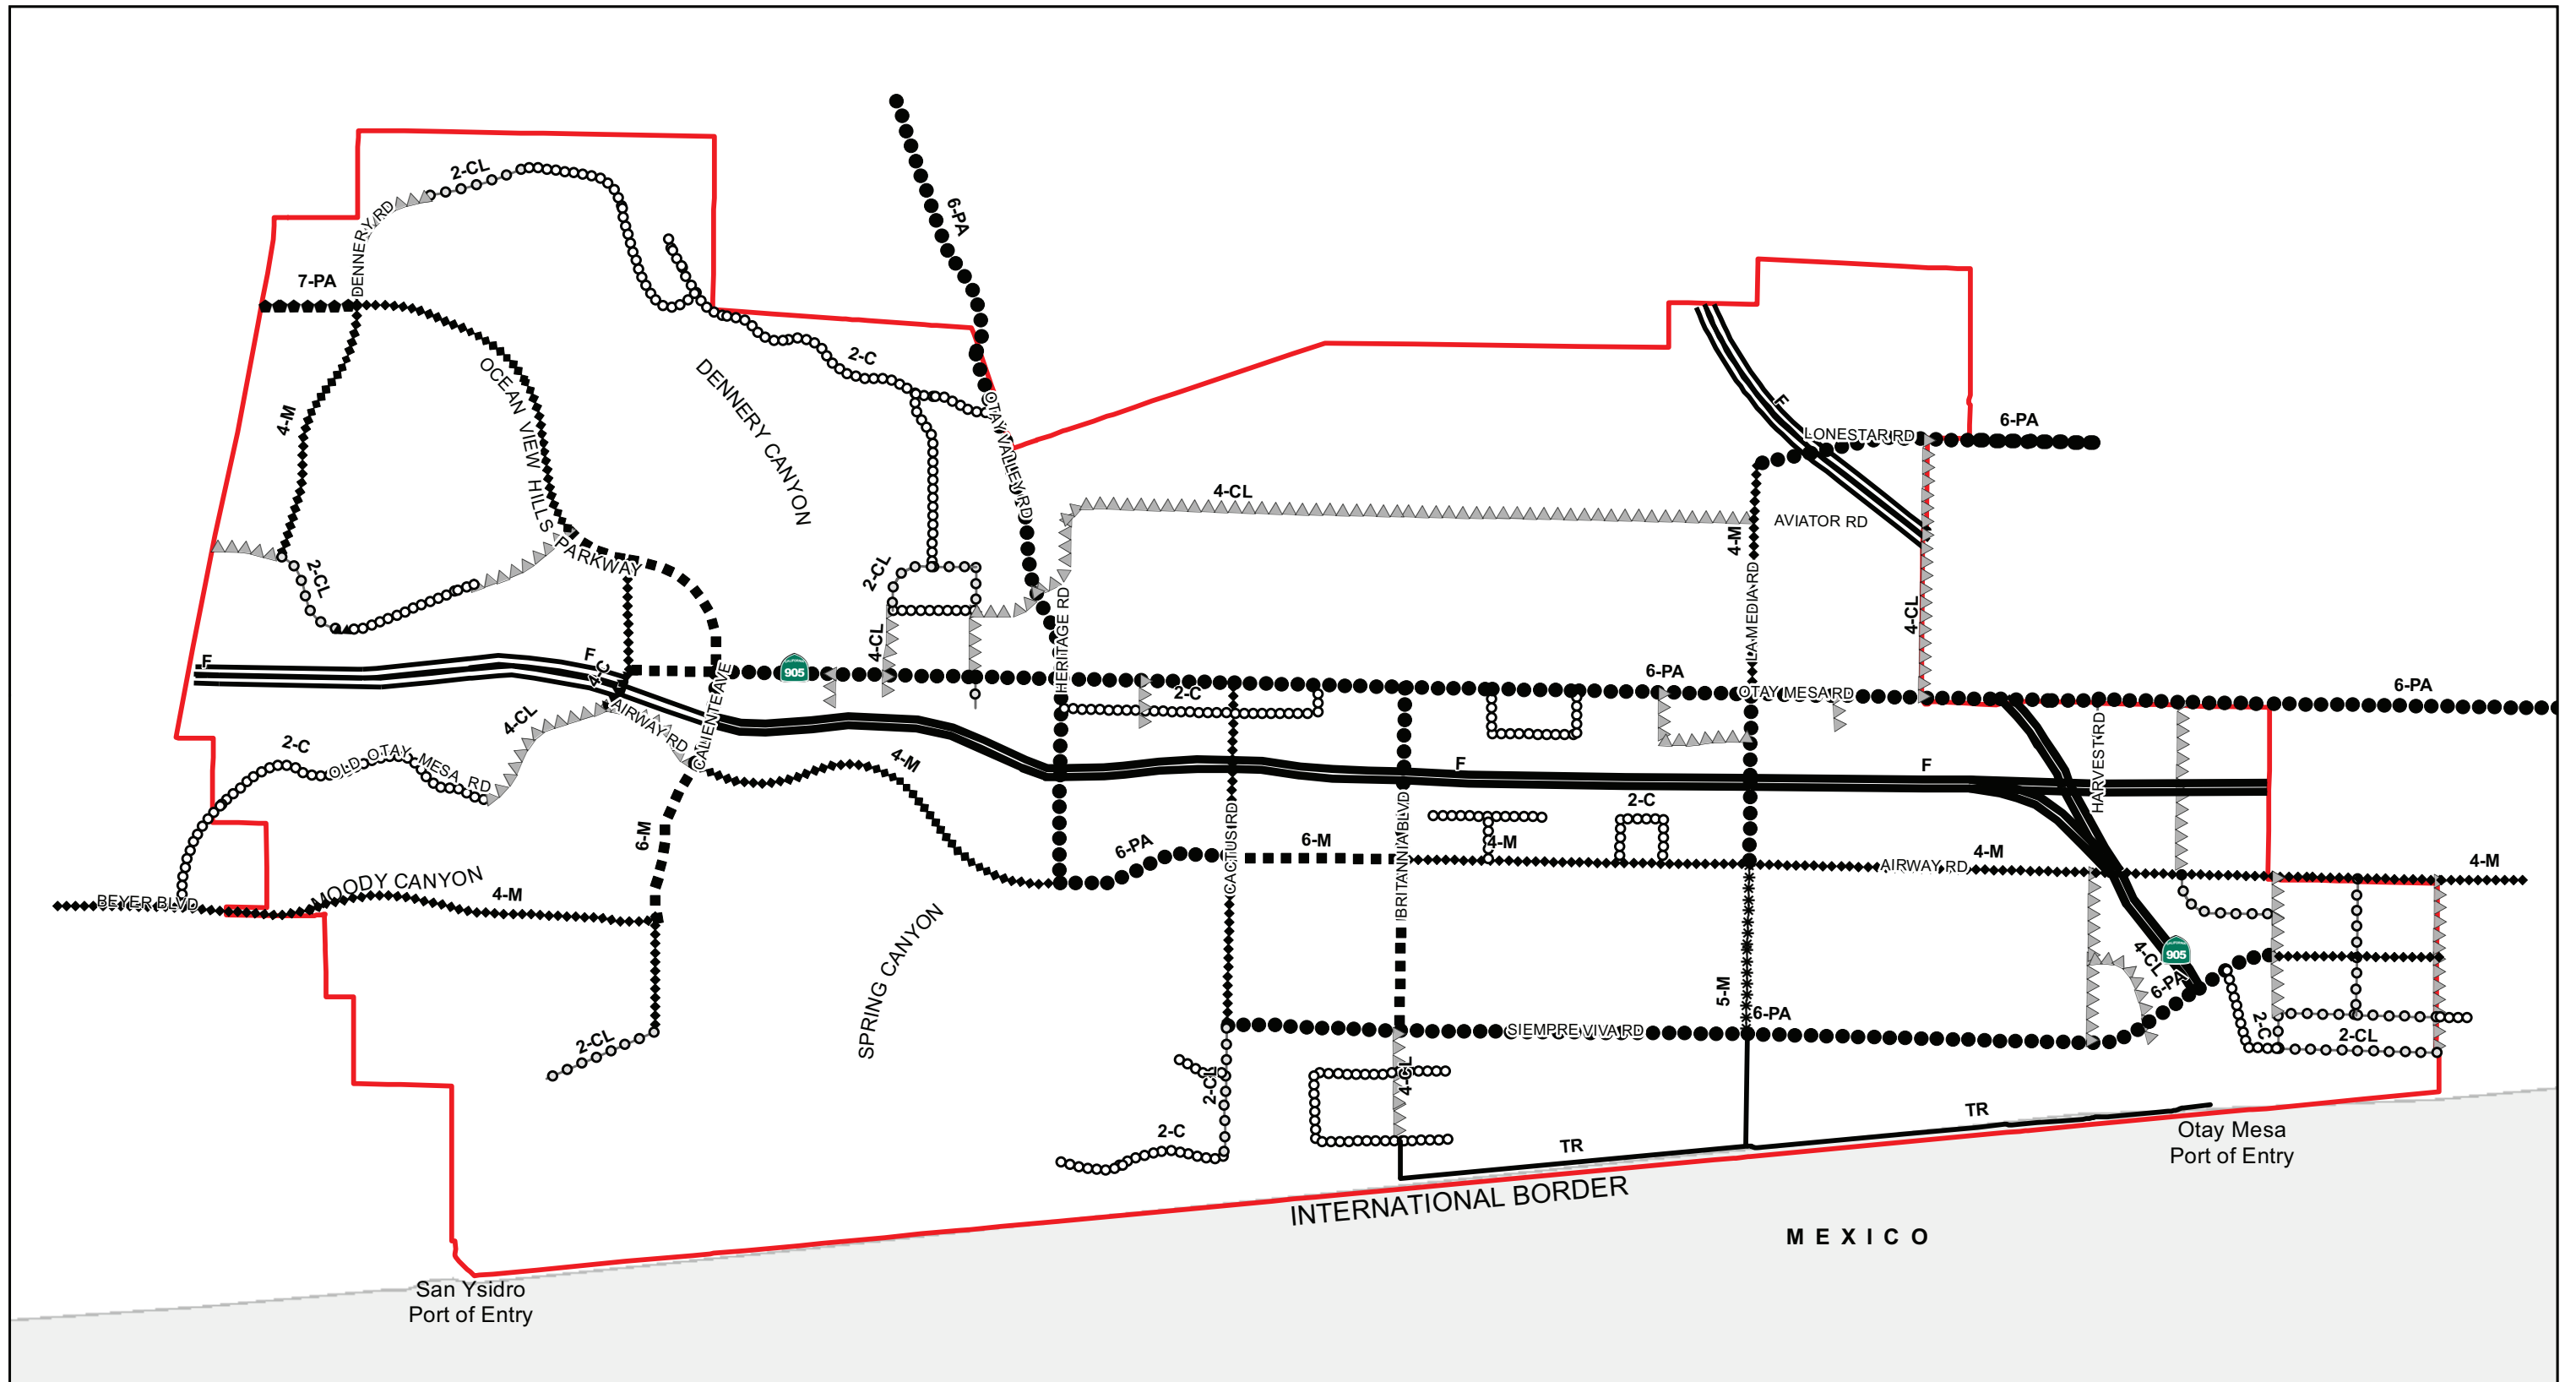 2-CL
DENNERY RD
7-PA
6-PA
OCEAN VIEW HILLS
PARKWAY
4-M
2-C
DENNERY CANYON
OTAY VALLEY RD
F
LONESTAR RD
6-PA
4-CL
AVIATOR RD
4-M
2-CL
2-CL
4-CL
HERITAGE RD
LA MEDIA RD
4-CL
F
F
4-C
CALIFORNIA
905
6-PA
2-C
OTAY MESA RD
6-PA
4-CL
AIRWAY RD
CALIENTE AVE
HARVEST RD
2-C
OLD OTAY MESA RD
4-M
F
F
6-M
6-PA
CACTUS RD
6-M
BRITANNIA BLVD
4-M
2-C
AIRWAY RD
4-M
4-M
BEYER BLVD
MOODY CANYON
4-M
SPRING CANYON
4-CL
CALIFORNIA
905
6-PA
5-M
6-PA
SIEMPRE VIVA RD
2-C
2-CL
2-CL
2-CL
4-CL
2-C
TR
TR
Otay Mesa
Port of Entry
INTERNATIONAL BORDER
MEXICO
San Ysidro
Port of Entry